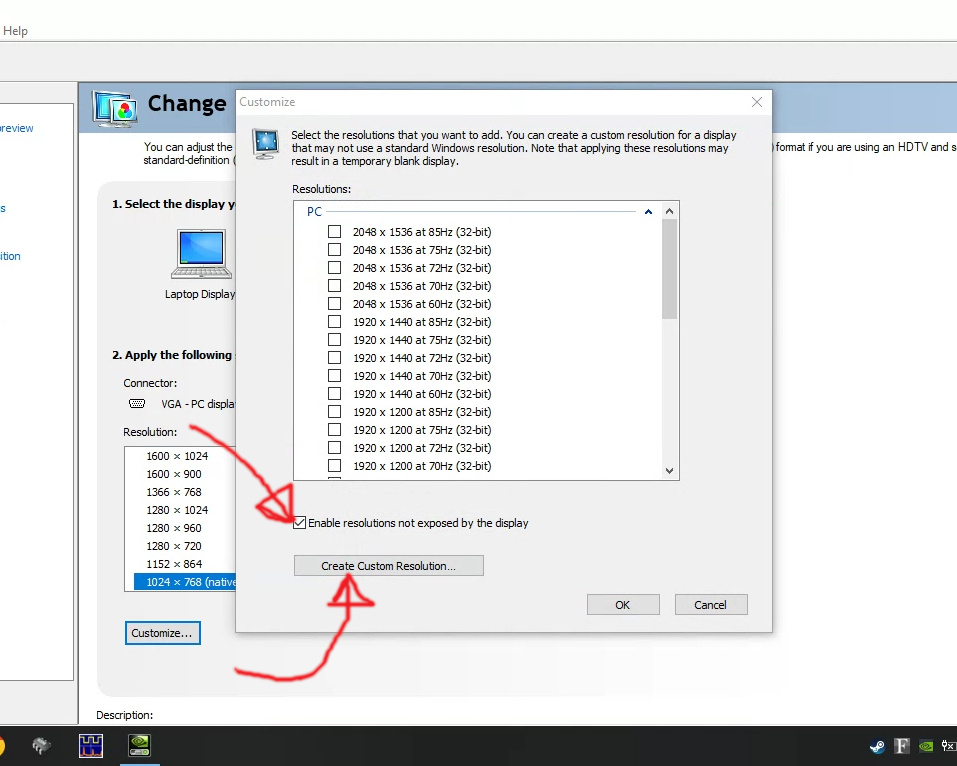 Help
Change
Customize
preview
Select the resolutions that you want to add. You can create a custom resolution for a display
that may not use a standard Windows resolution. Note that applying these resolutions may
result in a temporary blank display.
You can adjust the
) format if you are using an HDTV and s
standard-definition (
Resolutions:
1. Select the display y
s
PC
2048 x 1536 at 85Hz (32-bit)
2048 x 1536 at 75Hz (32-bit)
ition
2048 x 1536 at 72Hz (32-bit)
2048 x 1536 at 70Hz (32-bit)
Laptop Display
2048 x 1536 at 60Hz (32-bit)
1920 x 1440 at 85Hz (32-bit)
1920 x 1440 at 75Hz (32-bit)
1920 x 1440 at 72Hz (32-bit)
1920 x 1440 at 70Hz (32-bit)
1920 x 1440 at 60Hz (32-bit)
1920 x 1200 at 85Hz (32-bit)
1920 x 1200 at 75Hz (32-bit)
1920 x 1200 at 72Hz (32-bit)
1920 x 1200 at 70Hz (32-bit)
2. Apply the following
Connector:
VGA - PC displa
Resolution:
1600 × 1024
1600 × 900
1366 × 768
1280 × 1024
1280 × 960
1280 × 720
1152 × 864
1024 × 768 (native
Enable resolutions not exposed by the display
Create Custom Resolution...
OK
Cancel
Customize...
Description:
F